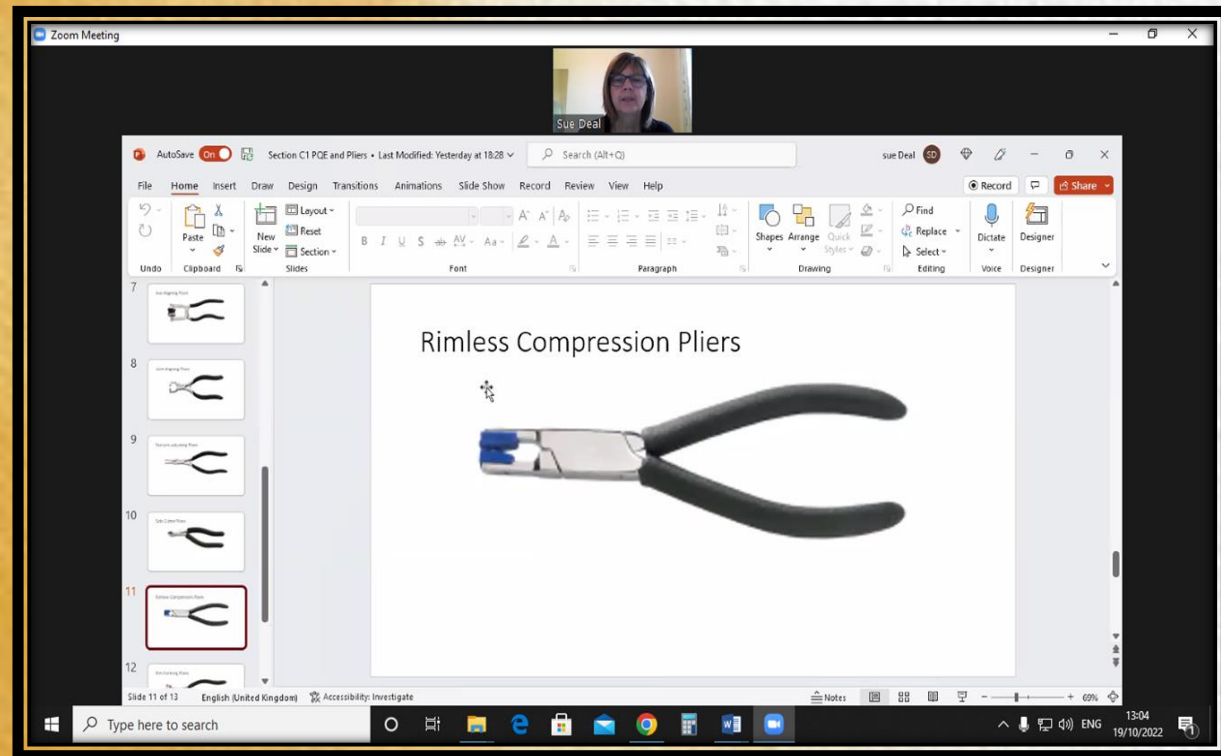 Zoom Meeting
Sue Deal
AutoSave On Section C1 PQE and Pliers • Last Modified: Yesterday at 18:28 Search (Alt+Q) sue Deal SD
File Home Insert Draw Design Transitions Animations Slide Show Record Review View Help Record Share
Paste New Slide Layout Reset Section Shapes Arrange Quick Styles Find Replace Select Dictate Designer
Undo Clipboard Slides Font Paragraph Drawing Editing Voice Designer
7
8
9
10
11
12
Rimless Compression Pliers
Slide 11 of 13 English (United Kingdom) Accessibility: Investigate Notes 69%
Type here to search ENG 13:04
19/10/2022